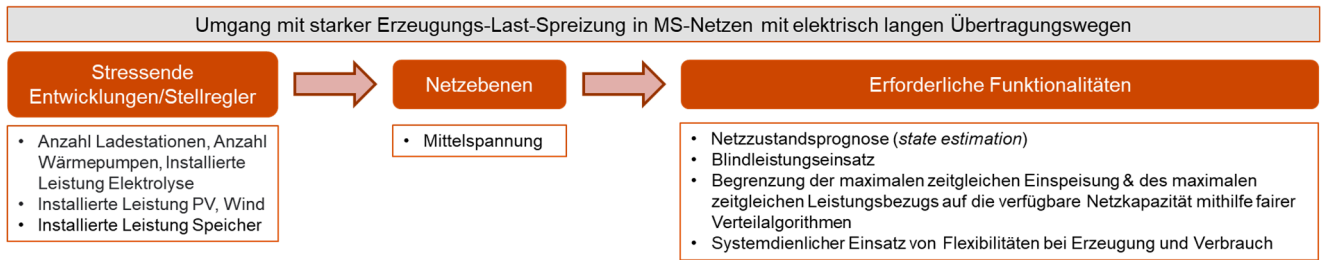 Umgang mit starker Erzeugungs-Last-Spreizung in MS-Netzen mit elektrisch langen Übertragungswegen
Stressende
Entwicklungen/Stellregler
• Anzahl Ladestationen, Anzahl
Wärmepumpen, Installierte
Leistung Elektrolyse
• Installierte Leistung PV, Wind
• Installierte Leistung Speicher
Netzebenen
• Mittelspannung
Erforderliche Funktionalitäten
• Netzzustandsprognose (state estimation)
• Blindleistungseinsatz
• Begrenzung der maximalen zeitgleichen Einspeisung & des maximalen
zeitgleichen Leistungsbezugs auf die verfügbare Netzkapazität mithilfe fairer
Verteilalgorithmen
• Systemdienlicher Einsatz von Flexibilitäten bei Erzeugung und Verbrauch